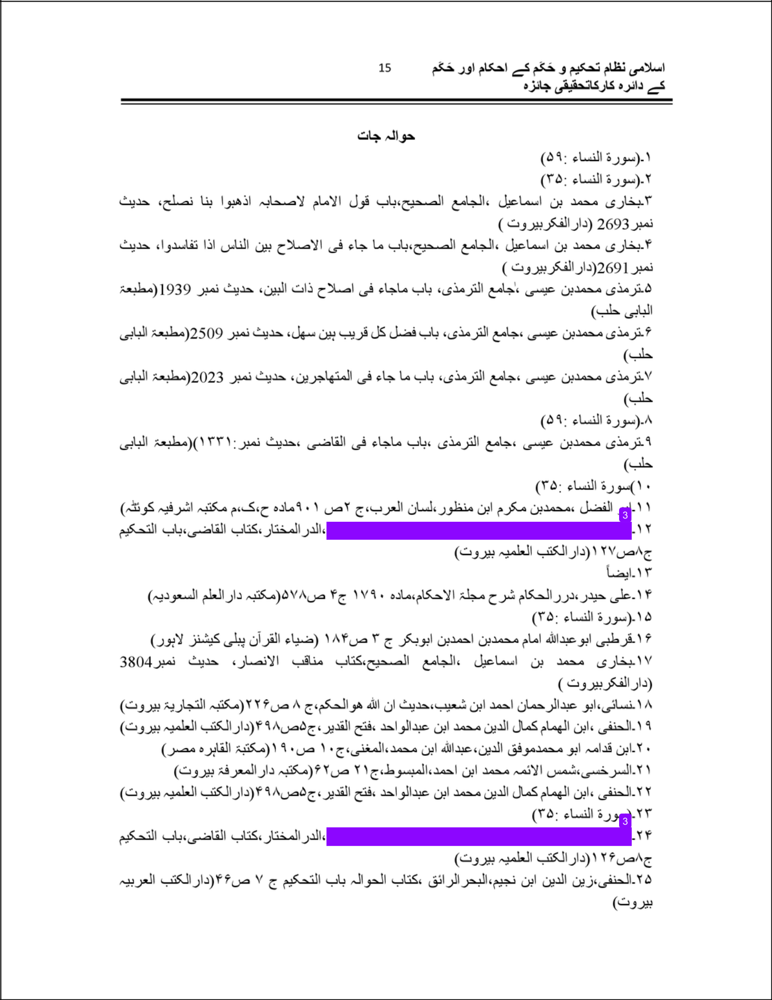 اسلامی نظام تحکیم و حَکَم کے احکام اور حَکَم 15
کے دائرہ کارکاتحقیقی جائزہ
حوالہ جات
۱۔(سورة النساء :۵۹)
۲۔(سورة النساء :۳۵)
۳۔بخاری محمد بن اسماعیل ،الجامع الصحیح،باب قول الامام لاصحابہ اذھبوا بنا نصلح، حدیث
نمبر2693 (دارالفکربیروت )
۴۔بخاری محمد بن اسماعیل ،الجامع الصحیح،باب ما جاء فی الاصلاح بین الناس اذا تفاسدوا، حدیث
نمبر2691(دارالفکربیروت )
۵۔ترمذی محمدبن عیسی ،ٰجامع الترمذی، باب ماجاء فی اصلاح ذات البین، حدیث نمبر 1939(مطبعۃ
البابی حلب)
۶۔ترمذی محمدبن عیسی ،جامع الترمذی، باب فضل کل قریب ہین سھل، حدیث نمبر 2509(مطبعۃ البابی
حلب)
۷۔ترمذی محمدبن عیسی ،جامع الترمذی، باب ما جاء فی المتھاجرین، حدیث نمبر 2023(مطبعۃ البابی
حلب)
۸۔(سورة النساء :۵۹)
۹۔ترمذی محمدبن عیسی ،جامع الترمذی ،باب ماجاء فی القاضی ،حدیث نمبر:۱۳۳۱)(مطبعۃ البابی
حلب)
۱۰)سورة النساء :۳۵)
۱۱۔ الفضل ،محمدبن مکرم ابن منظور،لسان العرب،ج ۲ص ۹۰۱مادہ ح،ک،م مکتبہ اشرفیہ کوئٹہ)
3
۱۲۔ ،الدرالمختار،کتاب القاضی،باب التحکیم
ج۸ص۱۲۷(دارالکتب العلمیہ بیروت)
۱۳۔ایضاً
۱۴۔علی حیدر،دررالحکام شرح مجلۃ الاحکام،مادہ ۱۷۹۰ ج۴ ص۵۷۸(مکتبہ دارالعلم السعودیہ)
۱۵۔(سورة النساء :۳۵)
۱۶۔قرطبی ابوعبداللہ امام محمدبن احمدبن ابوبکر ج ۳ ص۱۸۴ (ضیاء القرآن پبلی کیشنز لاہور)
۱۷۔بخاری محمد بن اسماعیل ،الجامع الصحیح،کتاب مناقب الانصار، حدیث نمبر3804
(دارالفکربیروت )
۱۸۔نسائی،ابو عبدالرحمان احمد ابن شعیب،حدیث ان اللہ ھوالحکم،ج ۸ ص۲۲۶(مکتبہ التجاریۃ بیروت)
۱۹۔الحنفی ،ابن الھمام کمال الدین محمد ابن عبدالواحد ،فتح القدیر،ج۵ص۴۹۸(دارالکتب العلمیہ بیروت)
۲۰۔ابن قدامہ ابو محمدموفق الدین،عبداللہ ابن محمد،المغنی،ج۱۰ ص۱۹۰(مکتبۃ القاہرہ مصر)
۲۱۔السرخسی،شمس الائمہ محمد ابن احمد،المبسوط،ج۲۱ ص۶۲(مکتبہ دارالمعرفۃ بیروت)
۲۲۔الحنفی ،ابن الھمام کمال الدین محمد ابن عبدالواحد ،فتح القدیر،ج۵ص۴۹۸(دارالکتب العلمیہ بیروت)
۲۳۔(سورة النساء :۳۵)
3
۲۴۔ ،الدرالمختار،کتاب القاضی،باب التحکیم
ج۸ص۱۲۶(دارالکتب العلمیہ بیروت)
۲۵۔الحنفی،زین الدین ابن نجیم،البحرالرائق ،کتاب الحوالہ باب التحکیم ج ۷ ص۴۶(دارالکتب العربیہ
بیروت)